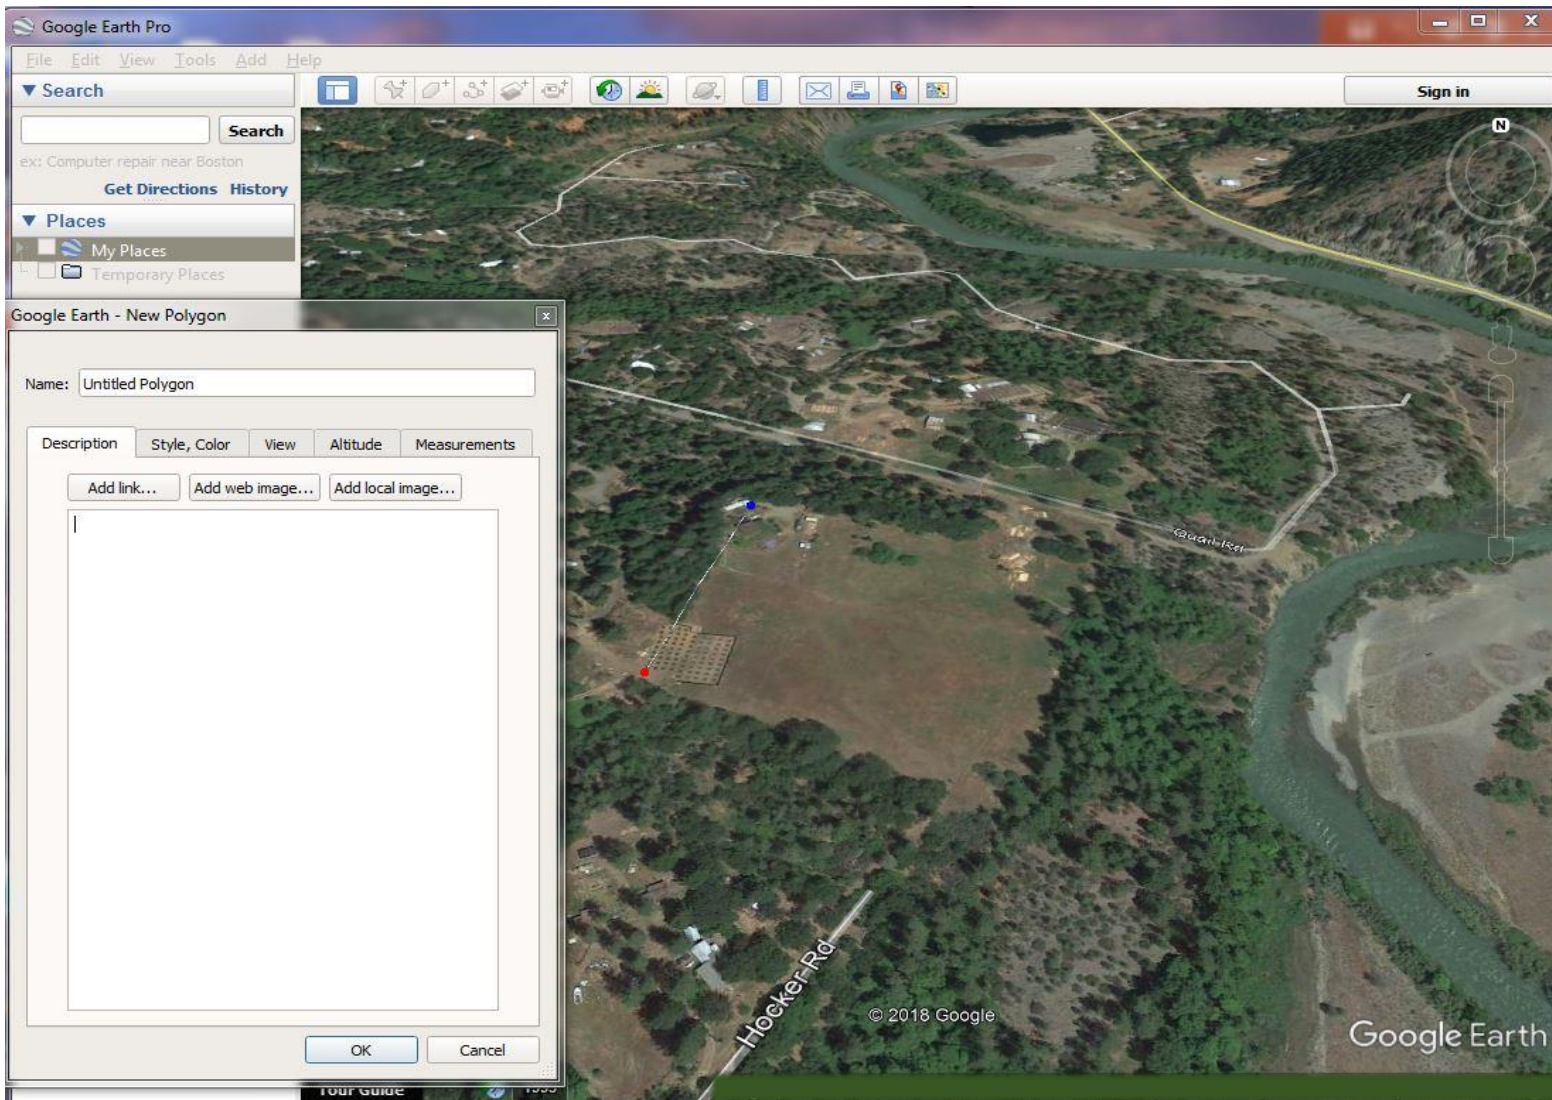 Google Earth Pro
File Edit View Tools Add Help
Search
Sign in
Search
ex: Computer repair near Boston
Get Directions History
Places
My Places
Temporary Places
N
Google Earth - New Polygon
Name: Untitled Polygon
Description Style, Color View Altitude Measurements
Add link... Add web image... Add local image...
Quail Rd
Hocker Rd
© 2018 Google
Google Earth
OK Cancel
Tour Guide